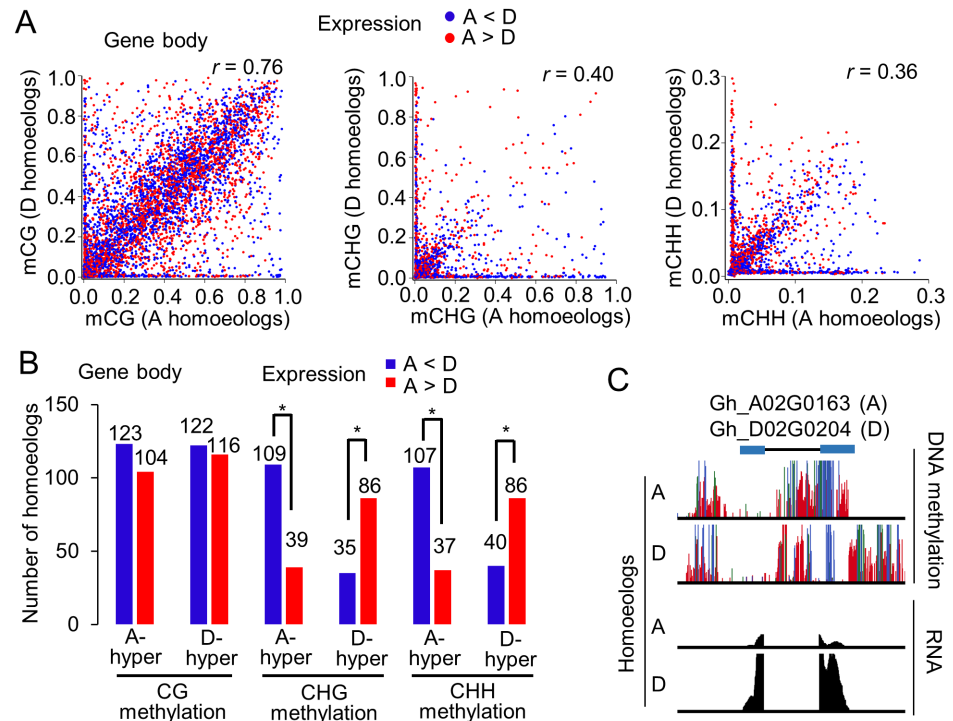 A
Gene body
Expression
A < D
A > D
r = 0.76
1.0
0.8
0.6
0.4
0.2
0.0
mCG (D homoeologs)
0.0 0.2 0.4 0.6 0.8 1.0
mCG (A homoeologs)
r = 0.40
1.0
0.8
0.6
0.4
0.2
0.0
mCHG (D homoeologs)
0.0 0.2 0.4 0.6 0.8 1.0
mCHG (A homoeologs)
r = 0.36
0.3
0.2
0.1
0.0
mCHH (D homoeologs)
0.0 0.1 0.2 0.3
mCHH (A homoeologs)
B
Gene body
Expression
A < D
A > D
Number of homoeologs
150
100
50
0
123 104 122 116 109 39 35 86 107 37 40 86
* * * *
A-hyper
D-hyper
A-hyper
D-hyper
A-hyper
D-hyper
CG methylation
CHG methylation
CHH methylation
C
Gh_A02G0163 (A)
Gh_D02G0204 (D)
Homoeologs
A
D
A
D
DNA methylation
RNA